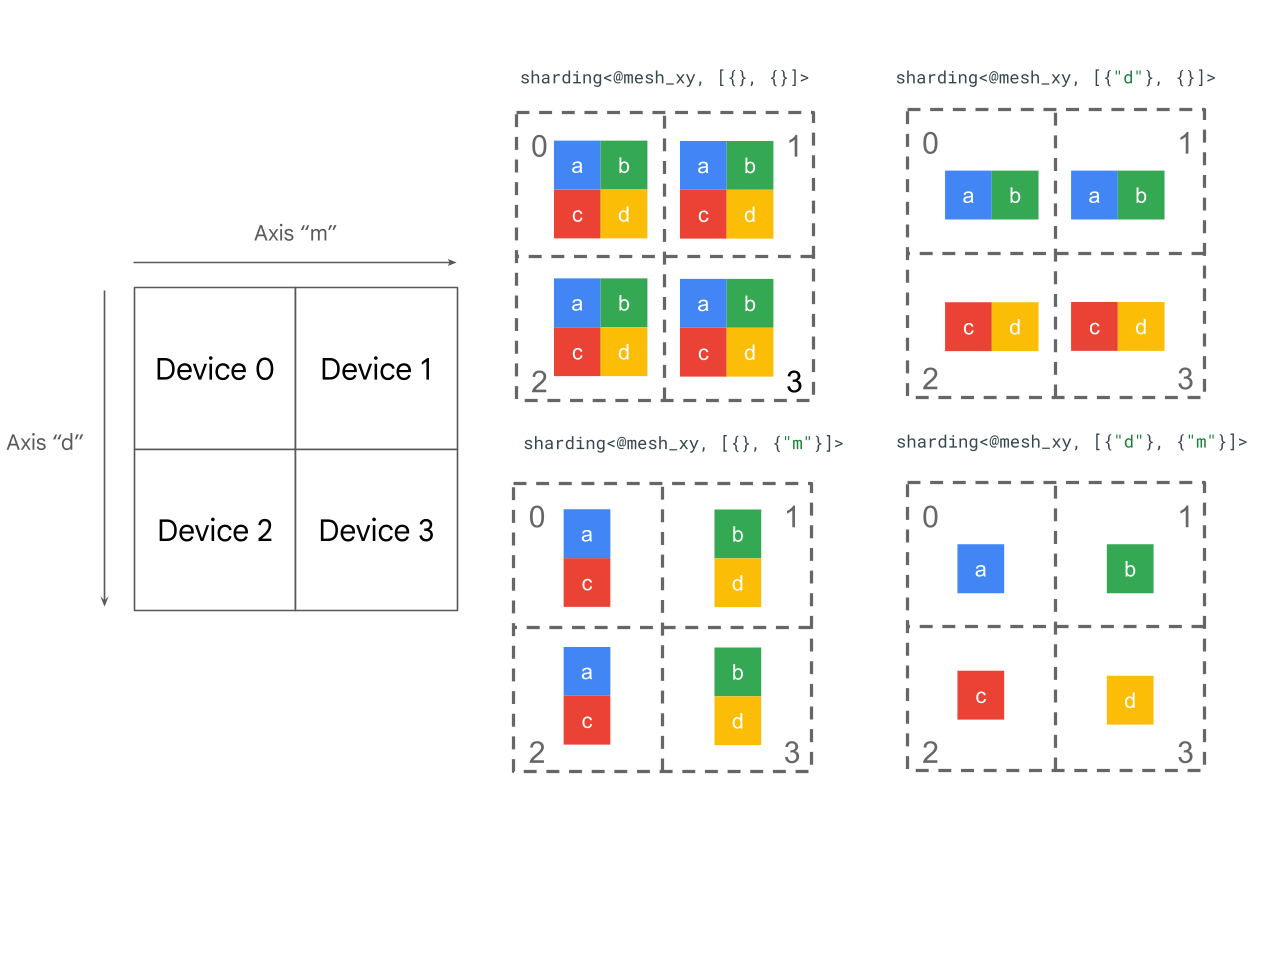 Axis “m”
Axis “d”
Device 0 Device 1
Device 2 Device 3
sharding<@mesh_xy, [{}, {}]>
0 1
a b a b
c d c d
a b a b
c d c d
2 3
sharding<@mesh_xy, [{"d"}, {}]>
0 1
a b a b
c d c d
2 3
sharding<@mesh_xy, [{}, {"m"}]>
0 1
a b
c d
a b
c d
2 3
sharding<@mesh_xy, [{"d"}, {"m"}]>
0 1
a b
c d
2 3